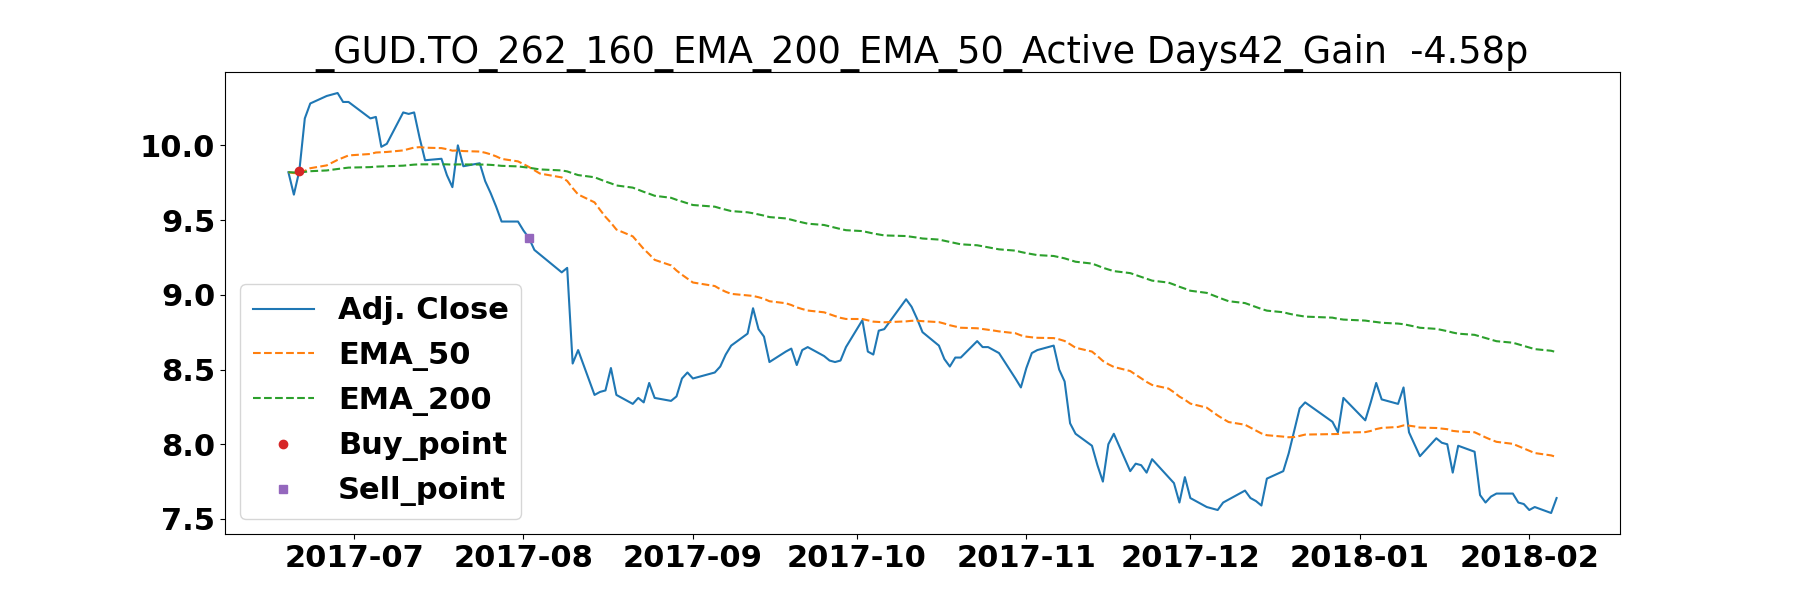 _GUD.TO_262_160_EMA_200_EMA_50_Active Days42_Gain  -4.58p
10.0
9.5
9.0
8.5
8.0
7.5
Adj. Close
EMA_50
EMA_200
Buy_point
Sell_point
2017-07 2017-08 2017-09 2017-10 2017-11 2017-12 2018-01 2018-02